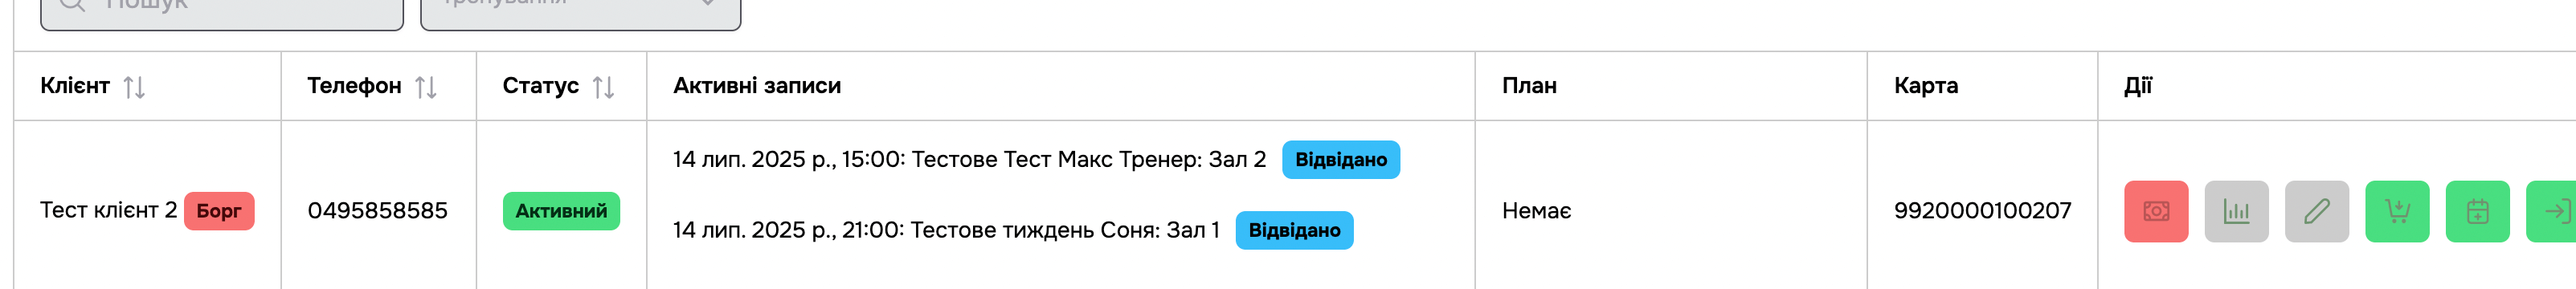 Пошук
Клієнт Телефон Статус Активні записи План Карта Дії
14 лип. 2025 р., 15:00: Тестове Тест Макс Тренер: Зал 2 Відвідано
Тест клієнт 2 Борг 0495858585 Активний Немає 9920000100207
14 лип. 2025 р., 21:00: Тестове тиждень Соня: Зал 1 Відвідано